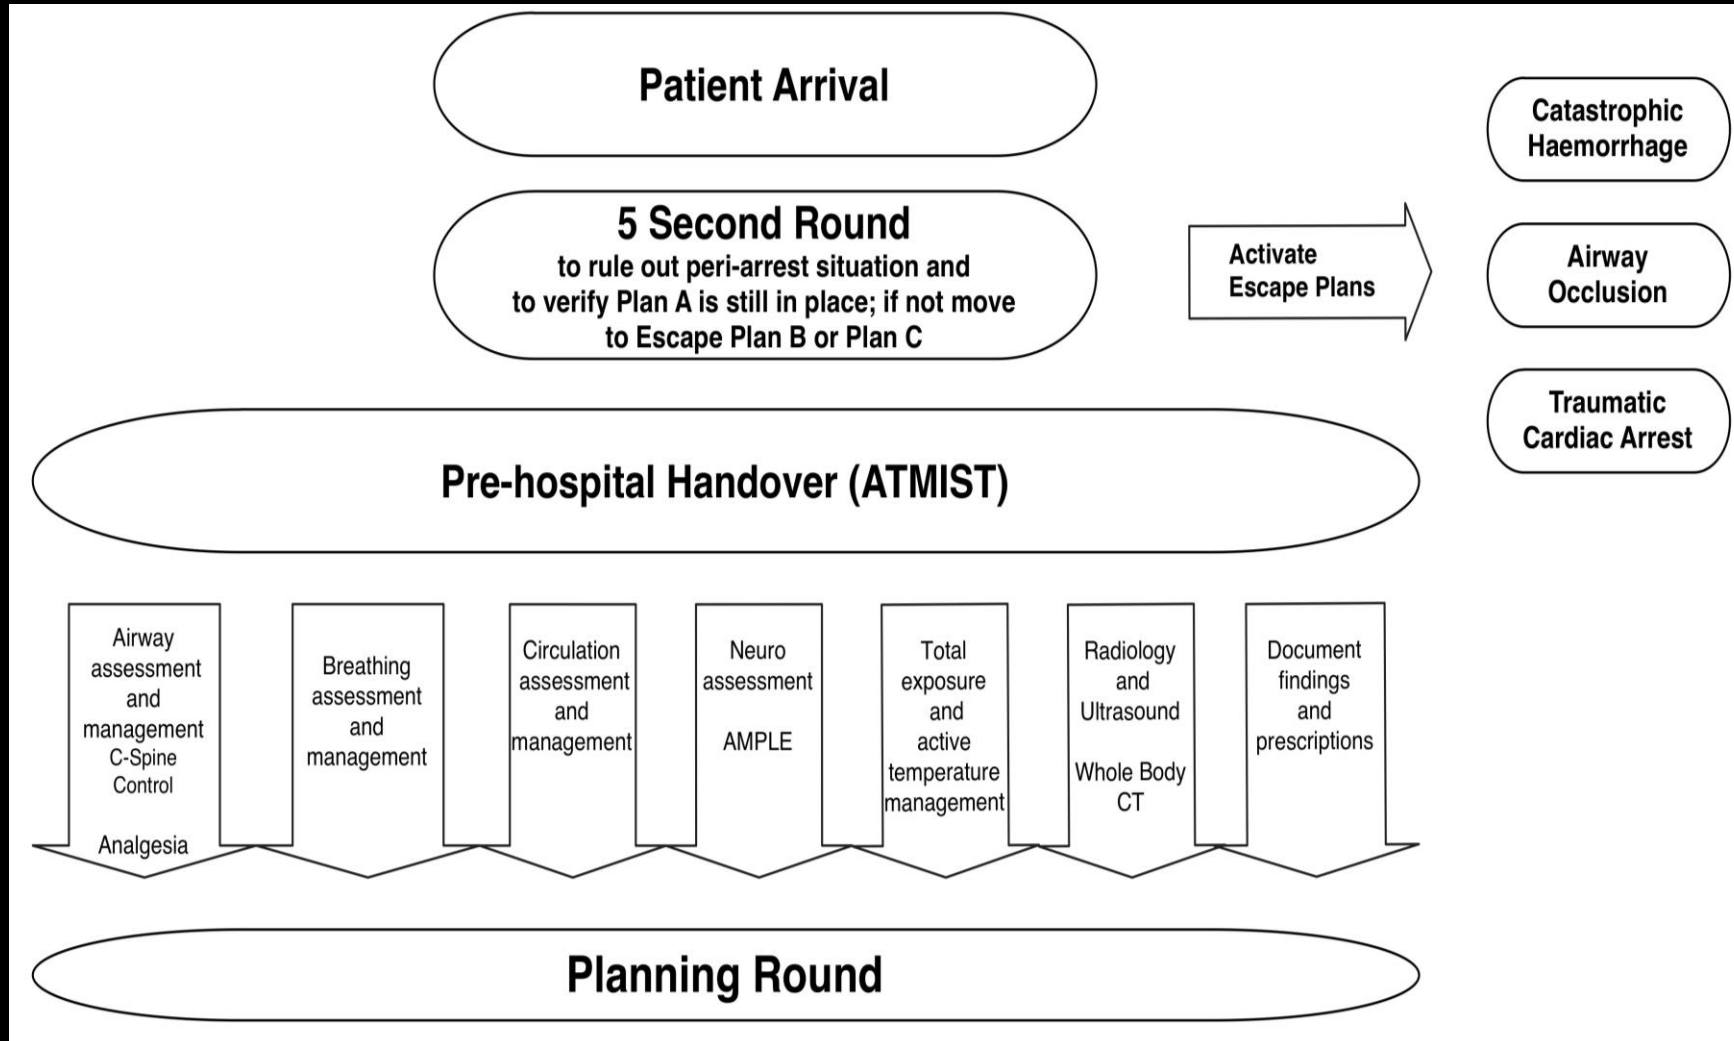 Patient Arrival
5 Second Round
to rule out peri-arrest situation and
to verify Plan A is still in place; if not move
to Escape Plan B or Plan C
Activate
Escape Plans
Catastrophic
Haemorrhage
Airway
Occlusion
Traumatic
Cardiac Arrest
Pre-hospital Handover (ATMIST)
Airway
assessment
and
management
C-Spine
Control
Analgesia
Breathing
assessment
and
management
Circulation
assessment
and
management
Neuro
assessment
AMPLE
Total
exposure
and
active
temperature
management
Radiology
and
Ultrasound
Whole Body
CT
Document
findings
and
prescriptions
Planning Round